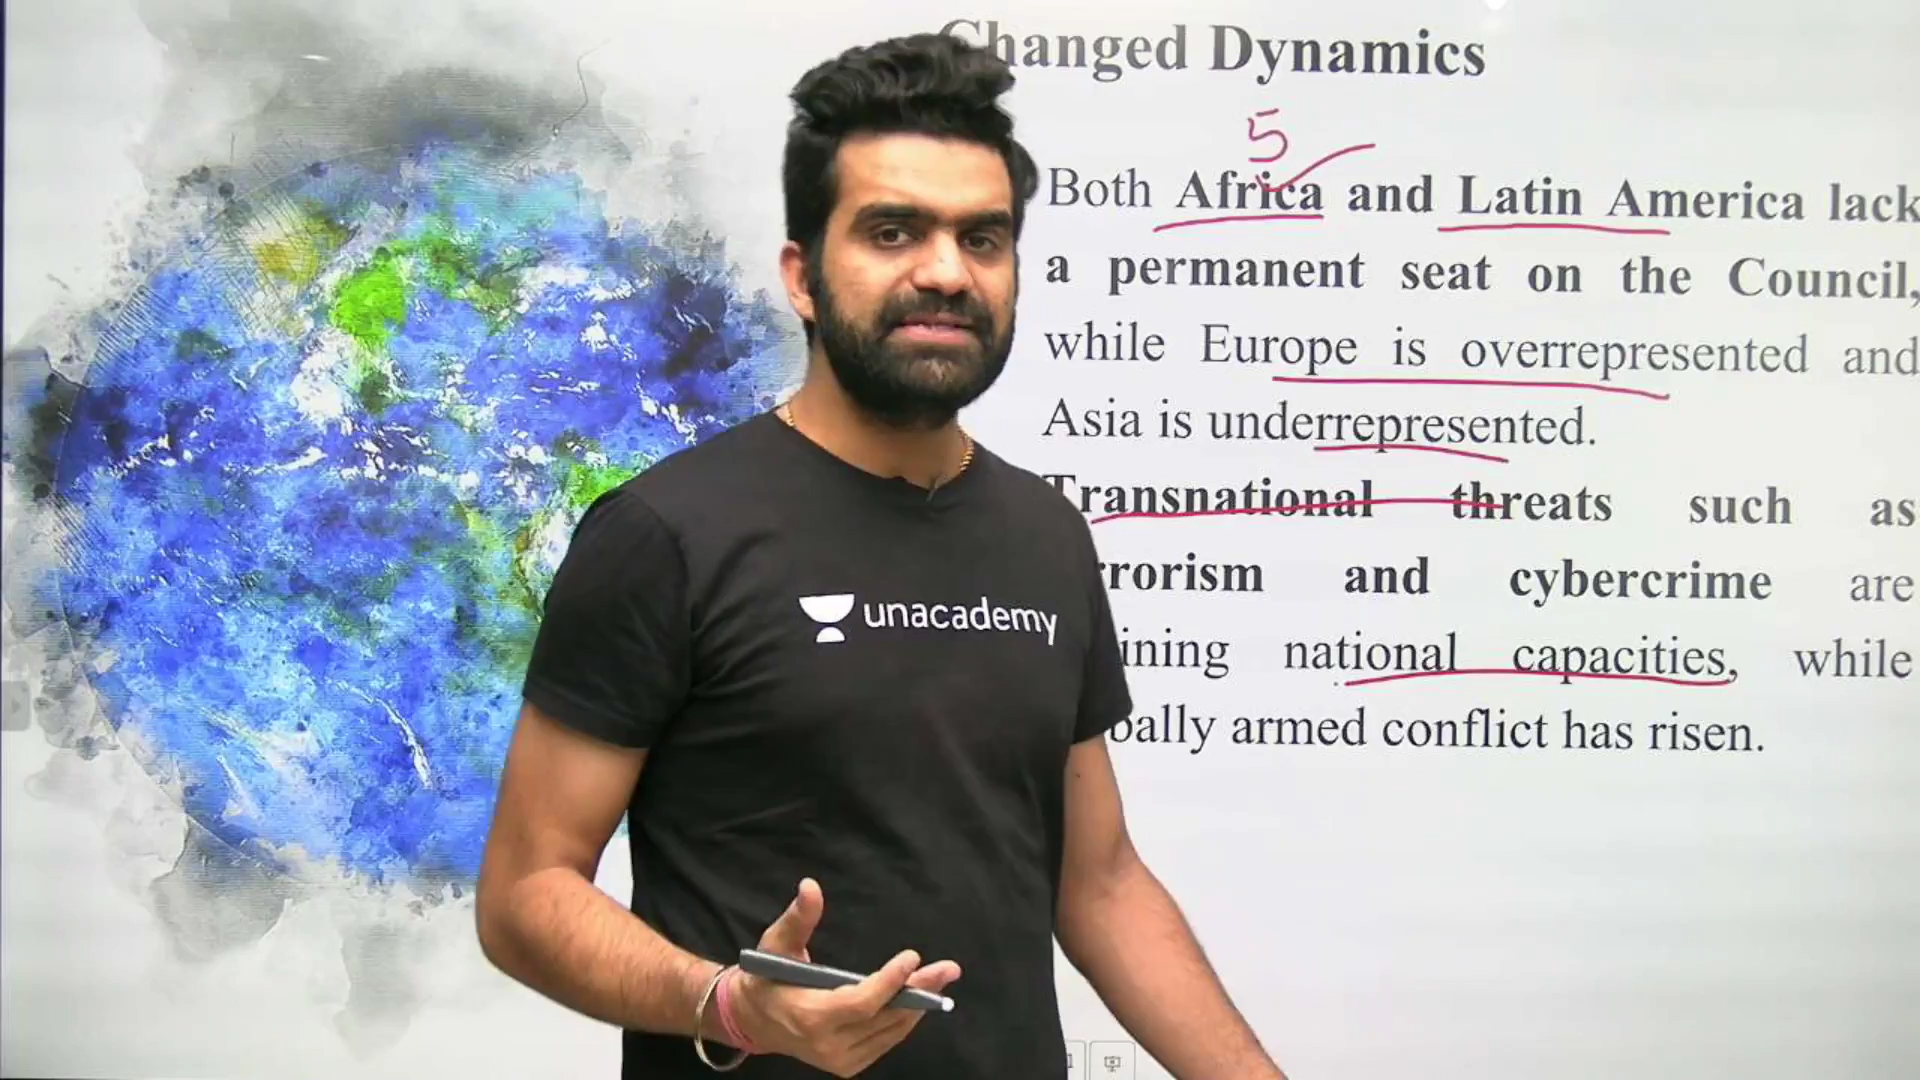 Changed Dynamics
5
Both Africa and Latin America lack
a permanent seat on the Council,
while Europe is overrepresented and
Asia is underrepresented.
Transnational threats such as
rrorism and cybercrime are
ining national capacities, while
bally armed conflict has risen.
unacademy